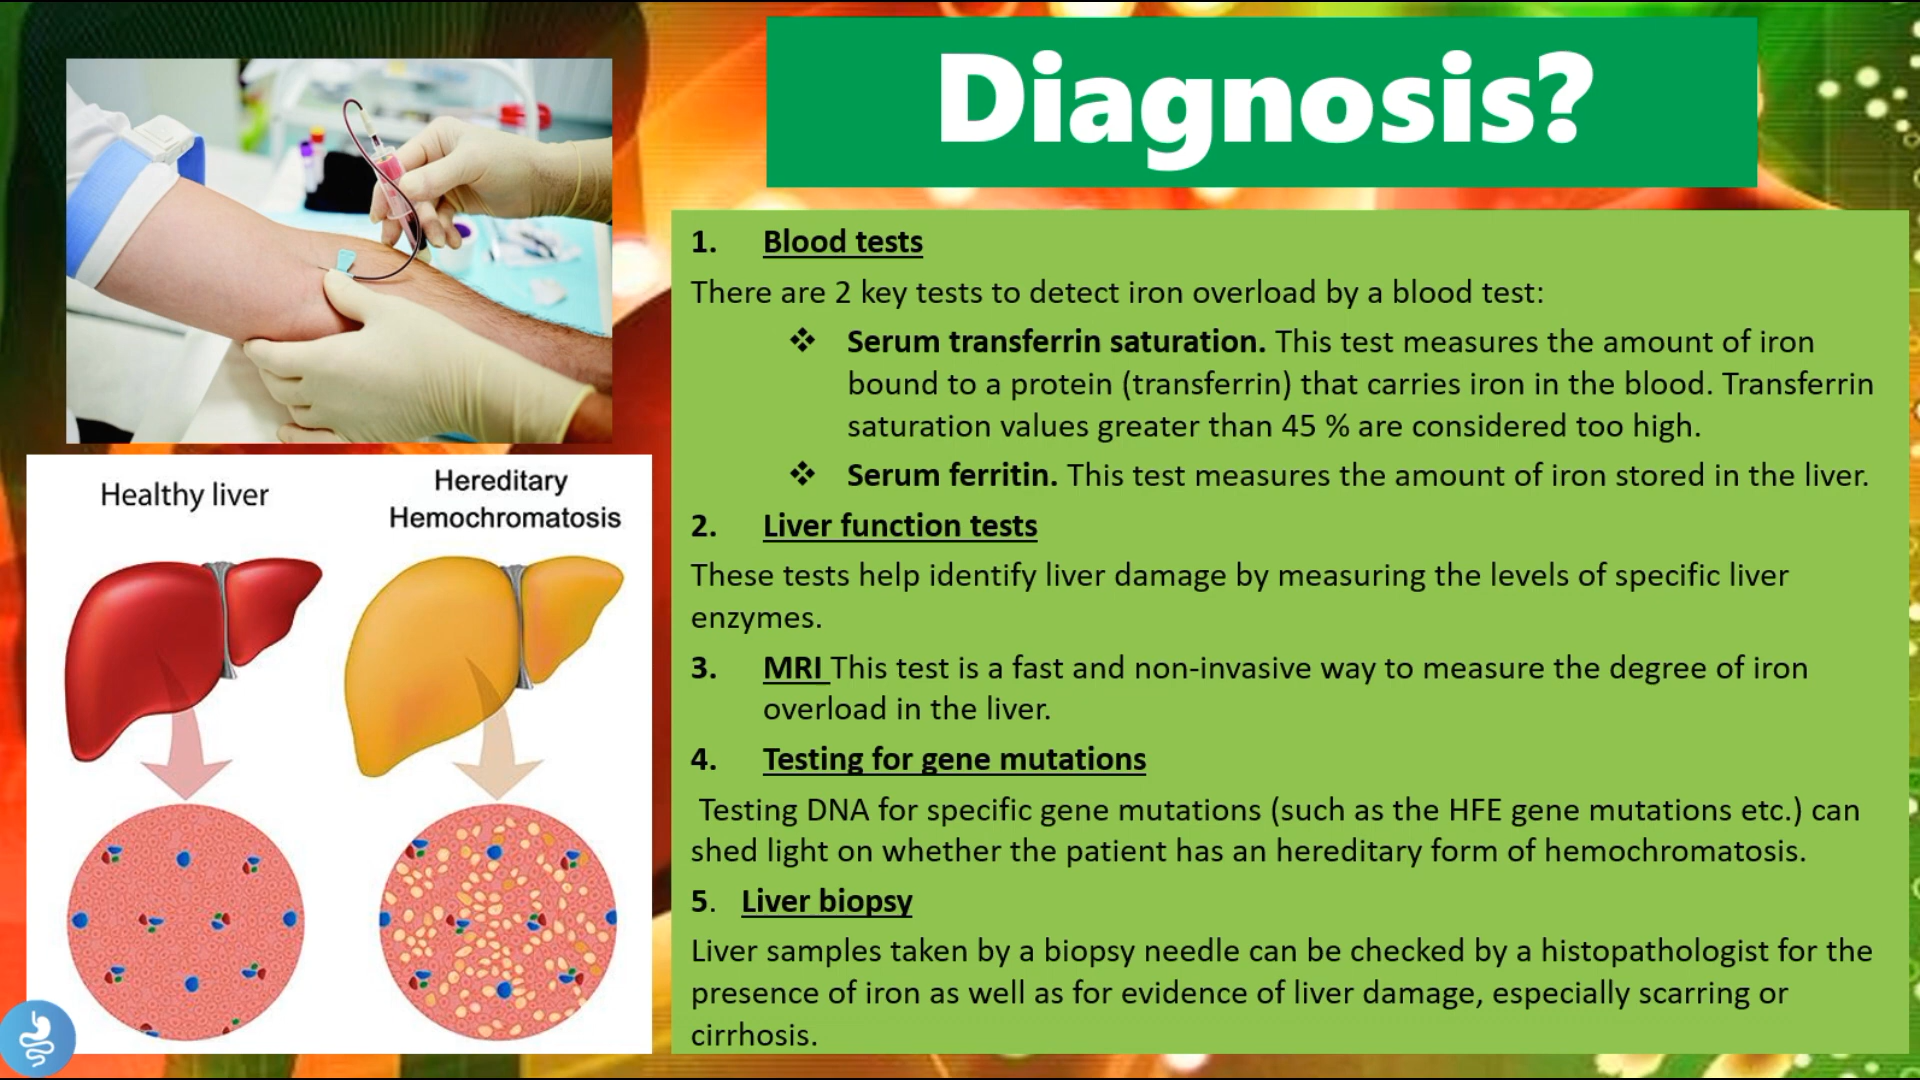 Diagnosis?
Healthy liver
Hereditary
Hemochromatosis
1. Blood tests
There are 2 key tests to detect iron overload by a blood test:
❖ Serum transferrin saturation. This test measures the amount of iron
bound to a protein (transferrin) that carries iron in the blood. Transferrin
saturation values greater than 45 % are considered too high.
❖ Serum ferritin. This test measures the amount of iron stored in the liver.
2. Liver function tests
These tests help identify liver damage by measuring the levels of specific liver
enzymes.
3. MRI This test is a fast and non-invasive way to measure the degree of iron
overload in the liver.
4. Testing for gene mutations
Testing DNA for specific gene mutations (such as the HFE gene mutations etc.) can
shed light on whether the patient has an hereditary form of hemochromatosis.
5. Liver biopsy
Liver samples taken by a biopsy needle can be checked by a histopathologist for the
presence of iron as well as for evidence of liver damage, especially scarring or
cirrhosis.